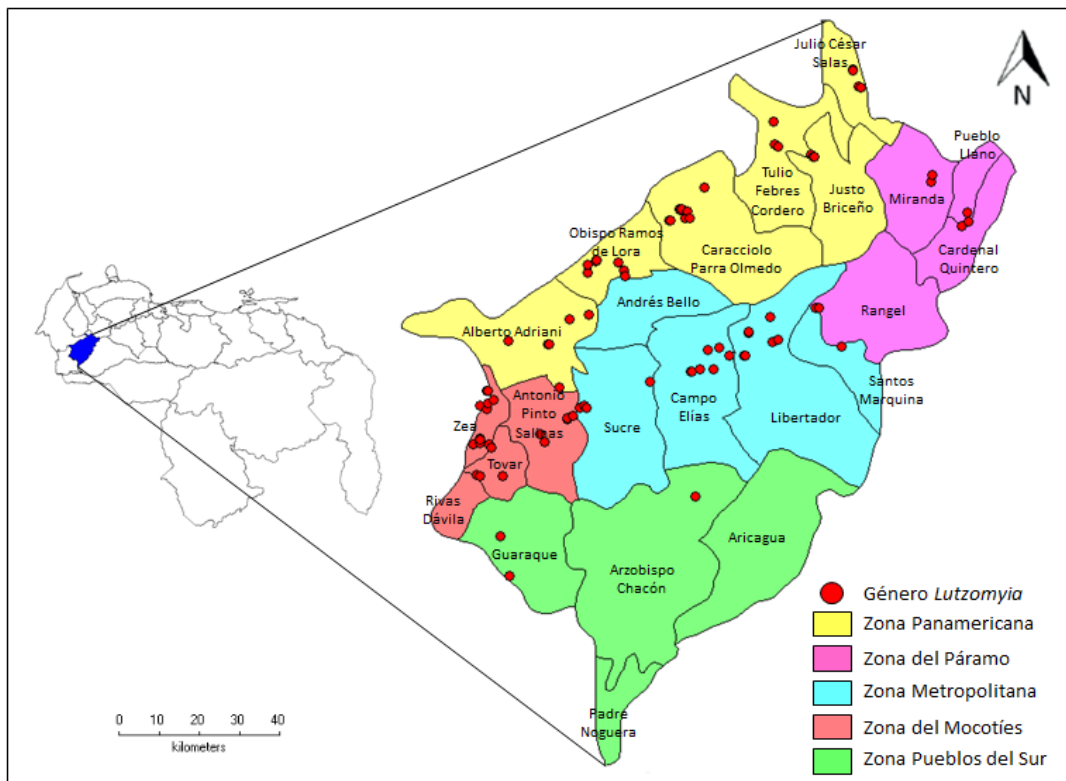 Julio César
Salas
N
Pueblo
Llano
Tulio
Febres
Cordero
Justo
Briceño
Miranda
Obispo Ramos
de Lora
Caracciolo
Parra Olmedo
Cardenal
Quintero
Andrés Bello
Rangel
Alberto Adriani
Antonio
Pinto
Salinas
Campo
Elías
Santos
Marquina
Libertador
Sucre
Zea
Tovar
Rivas
Dávila
Guaraque
Arzobispo
Chacón
Aricagua
Padre
Noguera
Género Lutzomyia
Zona Panamericana
Zona del Páramo
Zona Metropolitana
Zona del Mocotíes
Zona Pueblos del Sur
0 10 20 30 40
kilometers